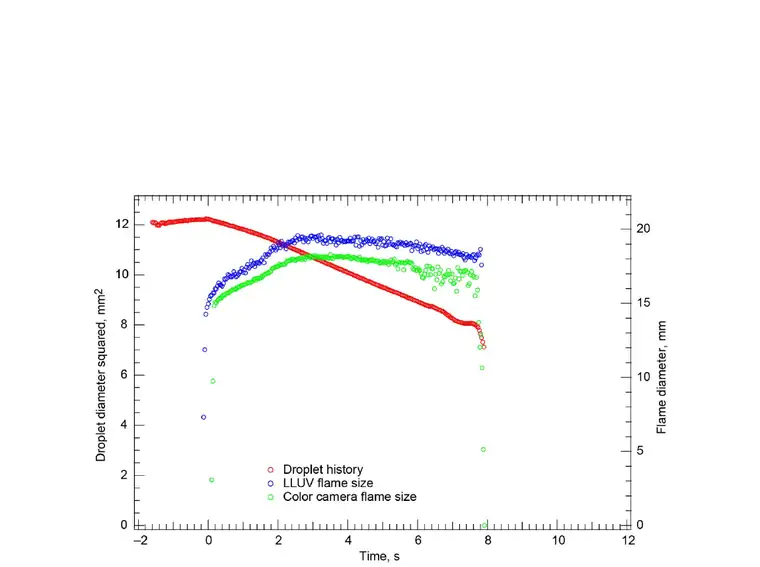 12
10
8
6
4
2
0
Droplet diameter squared, mm2
20
15
10
5
0
Flame diameter, mm
Droplet history
LLUV flame size
Color camera flame size
–2 0 2 4 6 8 10 12
Time, s